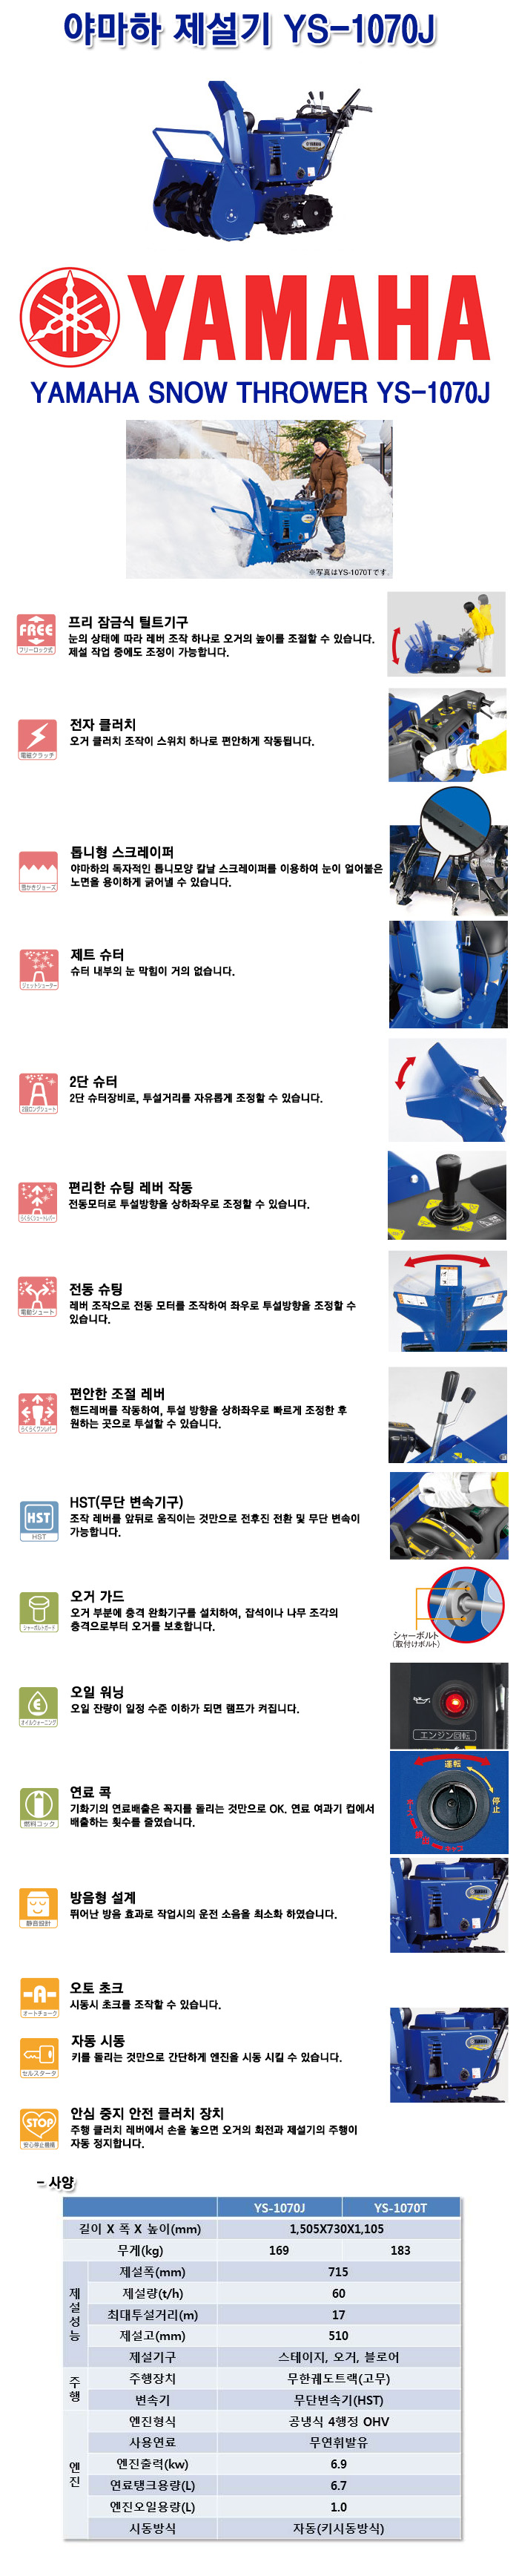 야마하 제설기 YS-1070J
YAMAHA
YAMAHA
YAMAHA SNOW THROWER YS-1070J
※写真はYS-1070Tです。
FREE
フリーロック式
프리 잠금식 틸트기구
눈의 상태에 따라 레버 조작 하나로 오거의 높이를 조절할 수 있습니다.
제설 작업 중에도 조정이 가능합니다.
電磁クラッチ
전자 클러치
오거 클러치 조작이 스위치 하나로 편안하게 작동됩니다.
雪かきジョーズ
톱니형 스크레이퍼
야마하의 독자적인 톱니모양 칼날 스크레이퍼를 이용하여 눈이 얼어붙은
노면을 용이하게 긁어낼 수 있습니다.
ジェットシューター
제트 슈터
슈터 내부의 눈 막힘이 거의 없습니다.
2段ロングシュート
2단 슈터
2단 슈터장비로, 투설거리를 자유롭게 조정할 수 있습니다.
らくらくシュートレバー
편리한 슈팅 레버 작동
전동모터로 투설방향을 상하좌우로 조정할 수 있습니다.
電動シュート
전동 슈팅
레버 조작으로 전동 모터를 조작하여 좌우로 투설방향을 조정할 수
있습니다.
らくらくワンレバー
편안한 조절 레버
핸드레버를 작동하여, 투설 방향을 상하좌우로 빠르게 조정한 후
원하는 곳으로 투설할 수 있습니다.
HST
HST
HST(무단 변속기구)
조작 레버를 앞뒤로 움직이는 것만으로 전후진 전환 및 무단 변속이
가능합니다.
シャーボルトガード
오거 가드
오거 부분에 충격 완화기구를 설치하여, 잡석이나 나무 조각의
충격으로부터 오거를 보호합니다.
シャーボルト
(取付けボルト)
オイルウォーニング
오일 워닝
오일 잔량이 일정 수준 이하가 되면 램프가 켜집니다.
エンジン回転
燃料コック
연료 콕
기화기의 연료배출은 꼭지를 돌리는 것만으로 OK. 연료 여과기 컵에서
배출하는 횟수를 줄였습니다.
運転
停止
静音設計
방음형 설계
뛰어난 방음 효과로 작업시의 운전 소음을 최소화 하였습니다.
YAMAHA
A
オートチョーク
오토 초크
시동시 초크를 조작할 수 있습니다.
セルスタータ
자동 시동
키를 돌리는 것만으로 간단하게 엔진을 시동 시킬 수 있습니다.
YAMAHA
STOP
安心停止機構
안심 중지 안전 클러치 장치
주행 클러치 레버에서 손을 놓으면 오거의 회전과 제설기의 주행이
자동 정지합니다.
- 사양
YS-1070J YS-1070T
길이 X 폭 X 높이(mm) 1,505X730X1,105
무게(kg) 169 183
제설성능
제설폭(mm) 715
제설량(t/h) 60
최대투설거리(m) 17
제설고(mm) 510
제설기구 스테이지, 오거, 블로어
주행
주행장치 무한궤도트랙(고무)
변속기 무단변속기(HST)
엔진
엔진형식 공냉식 4행정 OHV
사용연료 무연휘발유
엔진출력(kw) 6.9
연료탱크용량(L) 6.7
엔진오일용량(L) 1.0
시동방식 자동(키시동방식)